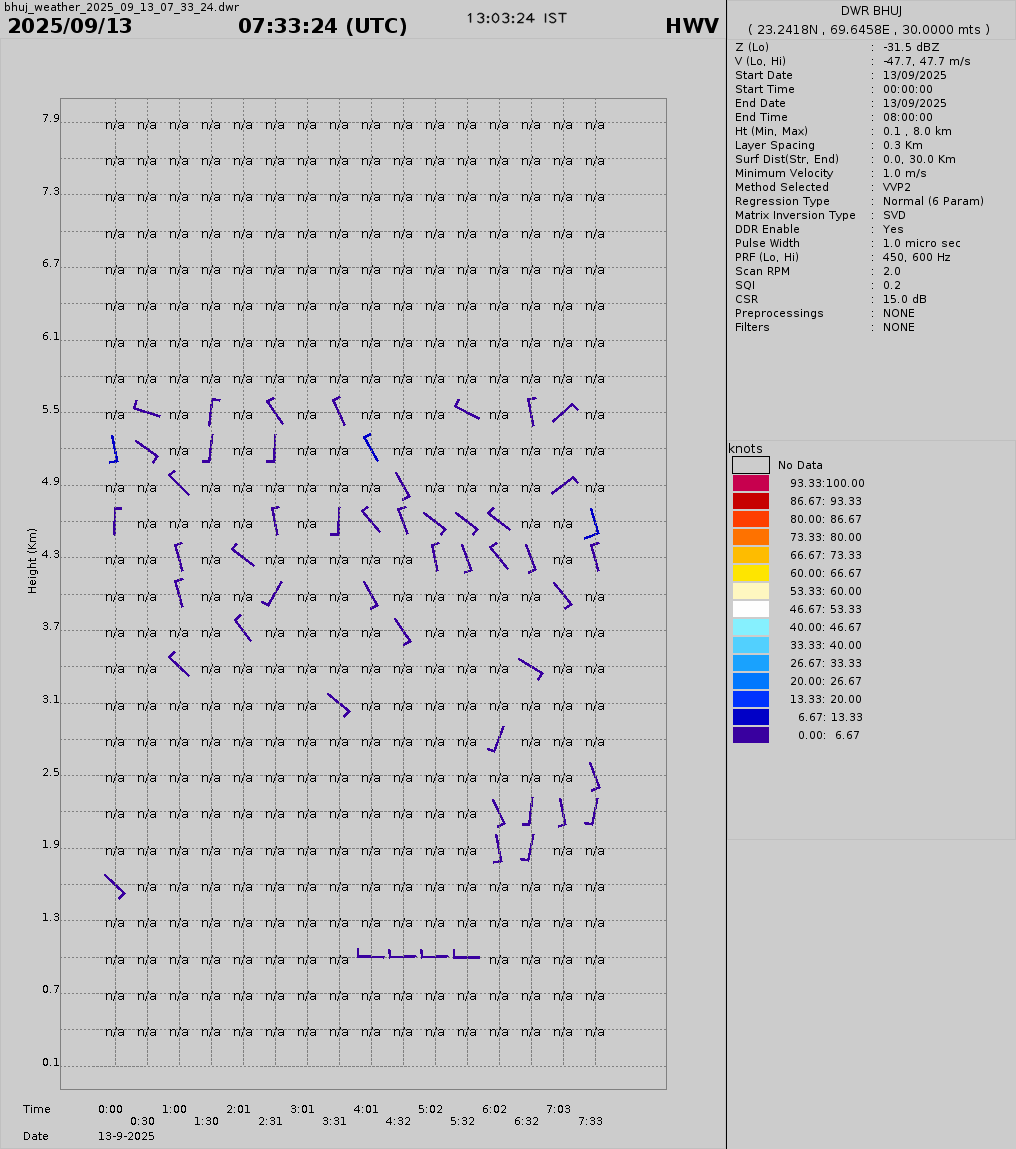 bhuj_weather_2025_09_13_07_33_24.dwr
2025/09/13 07:33:24 (UTC) 13:03:24 IST HWV
7.9 n/a n/a n/a n/a n/a n/a n/a n/a n/a n/a n/a n/a n/a n/a n/a n/a
n/a n/a n/a n/a n/a n/a n/a n/a n/a n/a n/a n/a n/a n/a n/a n/a
7.3 n/a n/a n/a n/a n/a n/a n/a n/a n/a n/a n/a n/a n/a n/a n/a n/a
n/a n/a n/a n/a n/a n/a n/a n/a n/a n/a n/a n/a n/a n/a n/a n/a
6.7 n/a n/a n/a n/a n/a n/a n/a n/a n/a n/a n/a n/a n/a n/a n/a n/a
n/a n/a n/a n/a n/a n/a n/a n/a n/a n/a n/a n/a n/a n/a n/a n/a
6.1 n/a n/a n/a n/a n/a n/a n/a n/a n/a n/a n/a n/a n/a n/a n/a n/a
n/a n/a n/a n/a n/a n/a n/a n/a n/a n/a n/a n/a n/a n/a n/a n/a
5.5 n/a n/a n/a n/a n/a n/a n/a n/a n/a
n/a n/a n/a n/a n/a n/a n/a n/a n/a n/a n/a
4.9 n/a n/a n/a n/a n/a n/a n/a n/a n/a n/a n/a n/a n/a
n/a n/a n/a n/a n/a n/a n/a
4.3 n/a n/a n/a n/a n/a n/a n/a n/a n/a
n/a n/a n/a n/a n/a n/a n/a n/a n/a n/a n/a n/a
3.7 n/a n/a n/a n/a n/a n/a n/a n/a n/a n/a n/a n/a n/a n/a
n/a n/a n/a n/a n/a n/a n/a n/a n/a n/a n/a n/a n/a n/a
3.1 n/a n/a n/a n/a n/a n/a n/a n/a n/a n/a n/a n/a n/a n/a n/a
n/a n/a n/a n/a n/a n/a n/a n/a n/a n/a n/a n/a n/a n/a n/a
2.5 n/a n/a n/a n/a n/a n/a n/a n/a n/a n/a n/a n/a n/a n/a n/a
n/a n/a n/a n/a n/a n/a n/a n/a n/a n/a n/a n/a
1.9 n/a n/a n/a n/a n/a n/a n/a n/a n/a n/a n/a n/a n/a n/a
n/a n/a n/a n/a n/a n/a n/a n/a n/a n/a n/a n/a n/a n/a n/a
1.3 n/a n/a n/a n/a n/a n/a n/a n/a n/a n/a n/a n/a n/a n/a n/a n/a
n/a n/a n/a n/a n/a n/a n/a n/a n/a n/a n/a n/a
0.7 n/a n/a n/a n/a n/a n/a n/a n/a n/a n/a n/a n/a n/a n/a n/a n/a
n/a n/a n/a n/a n/a n/a n/a n/a n/a n/a n/a n/a n/a n/a n/a n/a
0.1
Height (Km)
Time 0:00 1:00 2:01 3:01 4:01 5:02 6:02 7:03
0:30 1:30 2:31 3:31 4:32 5:32 6:32 7:33
Date 13-9-2025
DWR BHUJ
( 23.2418N , 69.6458E , 30.0000 mts )
Z (Lo) : -31.5 dBZ
V (Lo, Hi) : -47.7, 47.7 m/s
Start Date : 13/09/2025
Start Time : 00:00:00
End Date : 13/09/2025
End Time : 08:00:00
Ht (Min, Max) : 0.1 , 8.0 km
Layer Spacing : 0.3 Km
Surf Dist(Str, End) : 0.0, 30.0 Km
Minimum Velocity : 1.0 m/s
Method Selected : VVP2
Regression Type : Normal (6 Param)
Matrix Inversion Type : SVD
DDR Enable : Yes
Pulse Width : 1.0 micro sec
PRF (Lo, Hi) : 450, 600 Hz
Scan RPM : 2.0
SQI : 0.2
CSR : 15.0 dB
Preprocessings : NONE
Filters : NONE
knots
No Data
93.33:100.00
86.67: 93.33
80.00: 86.67
73.33: 80.00
66.67: 73.33
60.00: 66.67
53.33: 60.00
46.67: 53.33
40.00: 46.67
33.33: 40.00
26.67: 33.33
20.00: 26.67
13.33: 20.00
6.67: 13.33
0.00: 6.67